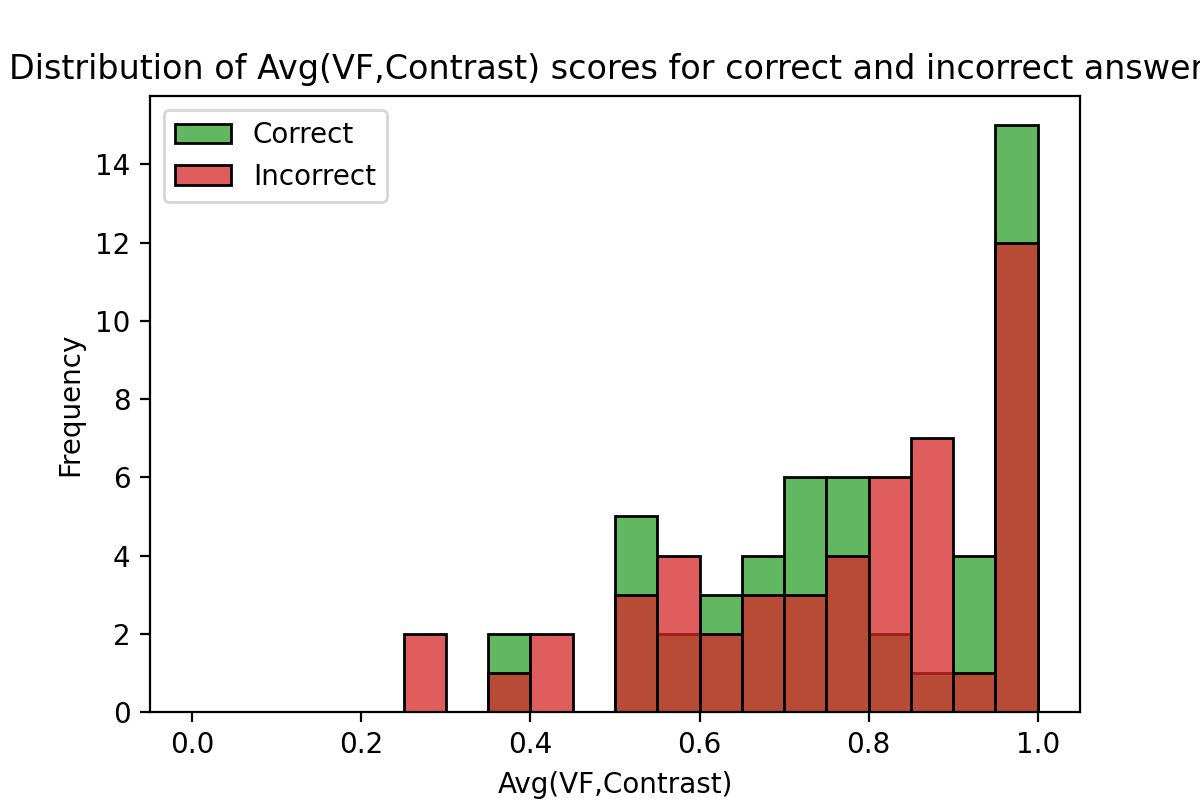 Distribution of Avg(VF,Contrast) scores for correct and incorrect answer
Correct
Incorrect
14
12
10
8
6
4
2
0
Frequency
0.0 0.2 0.4 0.6 0.8 1.0
Avg(VF,Contrast)